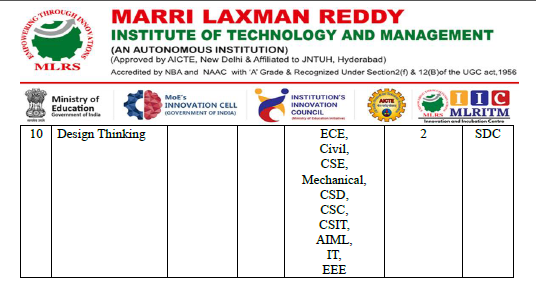 MARRI LAXMAN REDDY
INSTITUTE OF TECHNOLOGY AND MANAGEMENT
(AN AUTONOMOUS INSTITUTION)
(Approved by AICTE, New Delhi & Affiliated to JNTUH, Hyderabad)
Accredited by NBA and NAAC with 'A' Grade & Recognized Under Section2(f) & 12(B)of the UGC act,1956
EMPOWERING THROUGH INNOVATIONS
MLRS
Ministry of
Education
Government of India
MoE's
INNOVATION CELL
(GOVERNMENT OF INDIA)
INSTITUTION'S
INNOVATION
COUNCIL
(Ministry of Education Initiative)
AICTE
MLRS
IIC
MLRITM
Innovation and Incubation Centre
10 Design Thinking ECE, 2 SDC
Civil,
CSE,
Mechanical,
CSD,
CSC,
CSIT,
AIML,
IT,
EEE